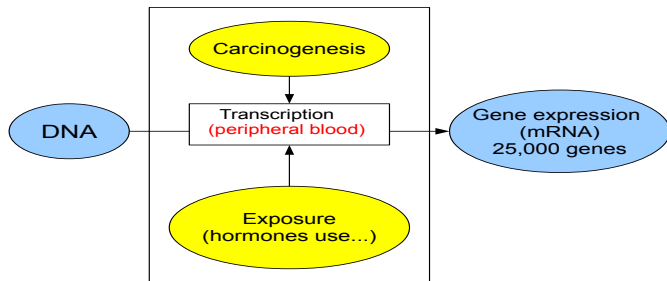 Carcinogenesis
DNA
Transcription
(peripheral blood)
Gene expression
(mRNA)
25,000 genes
Exposure
(hormones use...)